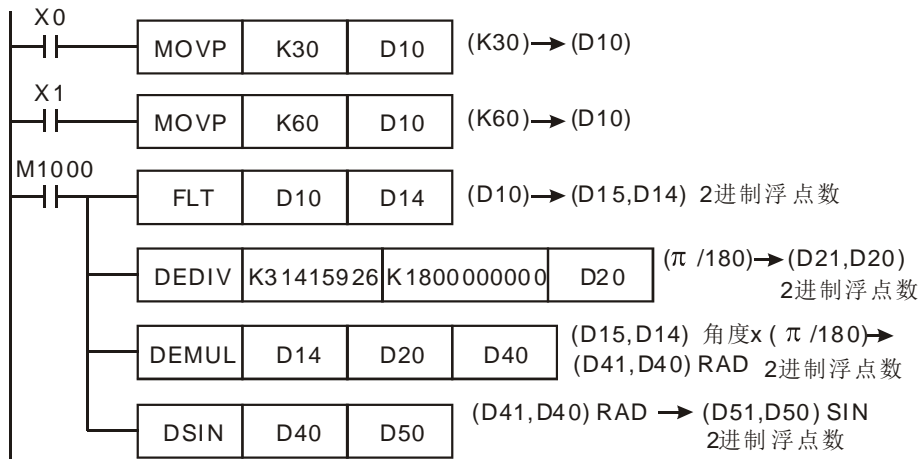 X0
MOVP K30 D10 (K30)→(D10)
X1
MOVP K60 D10 (K60)→(D10)
M1000
FLT D10 D14 (D10)→(D15,D14) 2进制浮点数
DEDIV K31415926 K1800000000 D20 (π/180)→(D21,D20)
2进制浮点数
DEMUL D14 D20 D40 (D15,D14) 角度x(π/180)→
(D41,D40) RAD 2进制浮点数
DSIN D40 D50 (D41,D40) RAD → (D51,D50) SIN
2进制浮点数